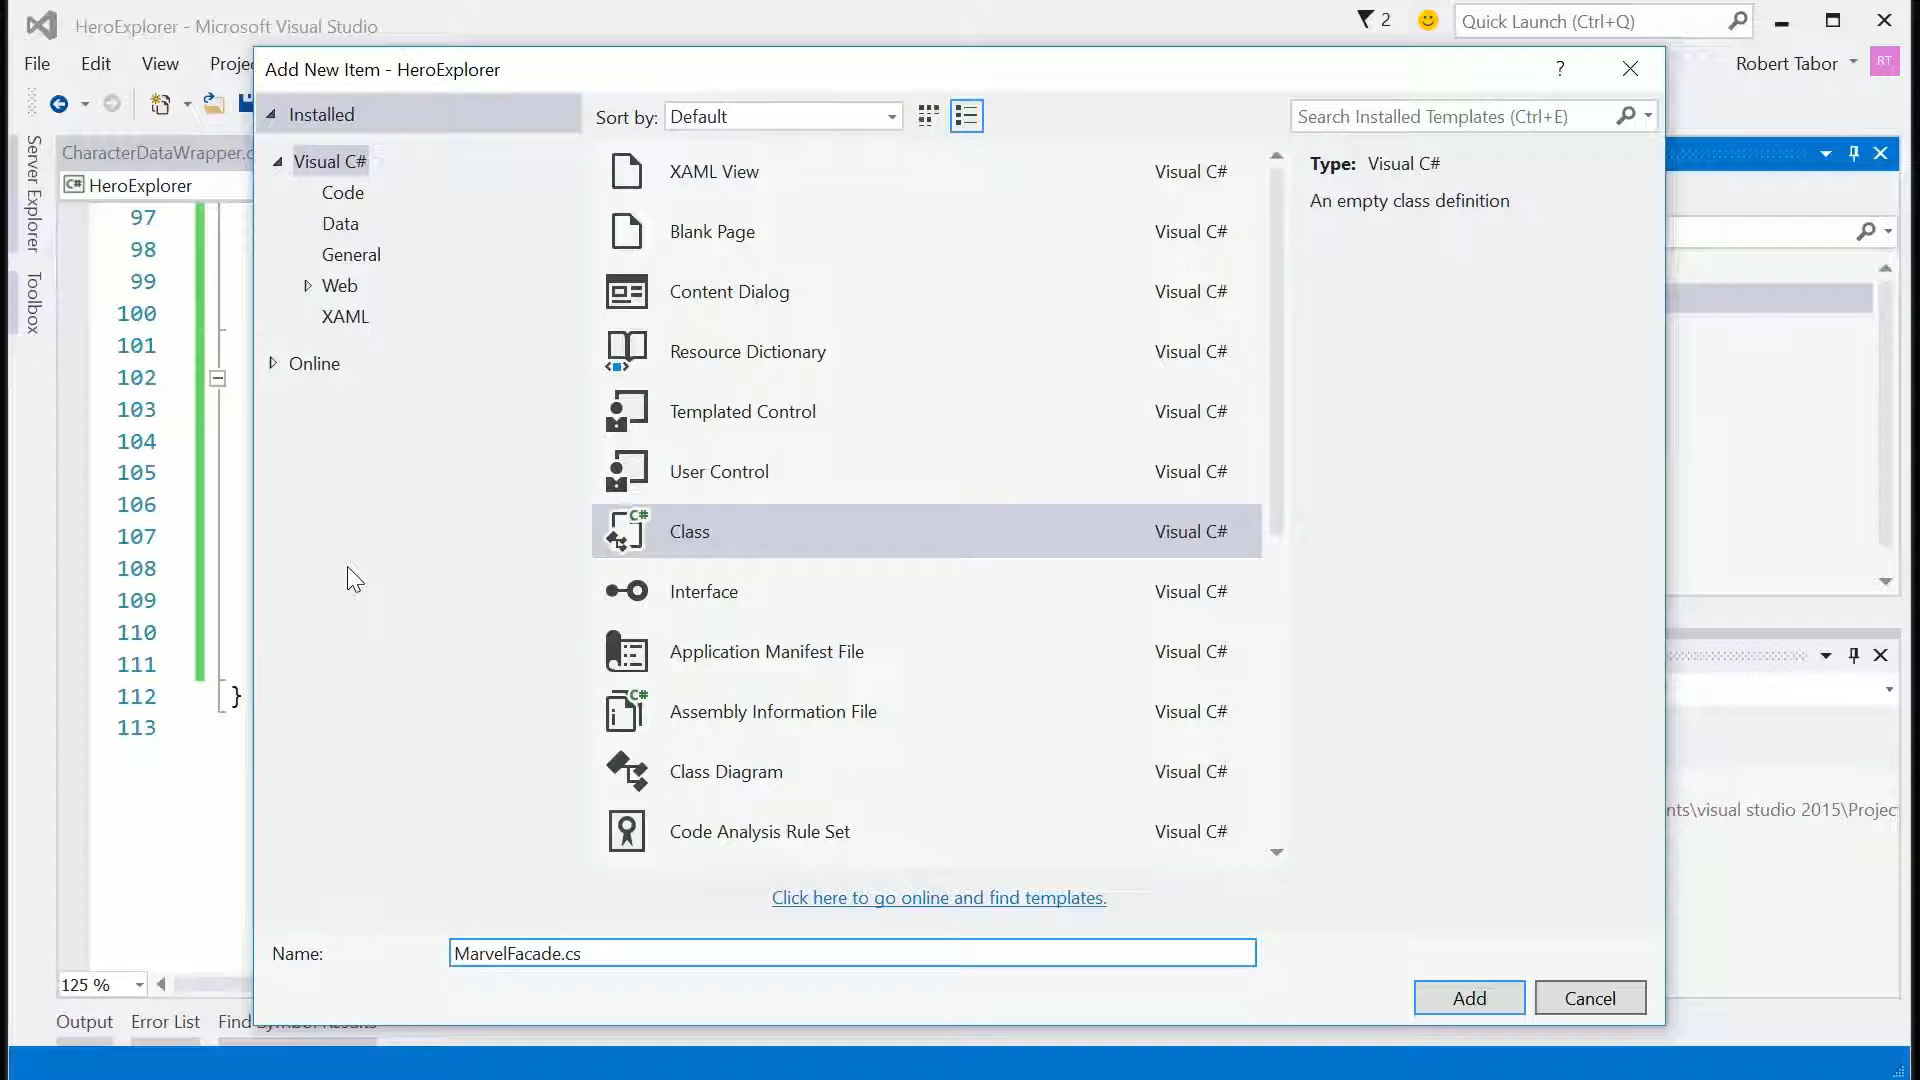 HeroExplorer - Microsoft Visual Studio
2
Quick Launch (Ctrl+Q)
File Edit View
Robert Tabor
RT
Add New Item - HeroExplorer
?
Installed
Sort by: Default
Search Installed Templates (Ctrl+E)
Server Explorer
Toolbox
CharacterDataWrapper.c
C# HeroExplorer
97
98
99
100
101
102
103
104
105
106
107
108
109
110
111
112 }
113
Visual C#
Code
Data
General
Web
XAML
Online
XAML View Visual C#
Blank Page Visual C#
Content Dialog Visual C#
Resource Dictionary Visual C#
Templated Control Visual C#
User Control Visual C#
C# Class Visual C#
Interface Visual C#
Application Manifest File Visual C#
C# Assembly Information File Visual C#
Class Diagram Visual C#
Code Analysis Rule Set Visual C#
Type: Visual C#
An empty class definition
nts\visual studio 2015\Projec
Click here to go online and find templates.
Name: MarvelFacade.cs
Add Cancel
125 %
Output Error List Find